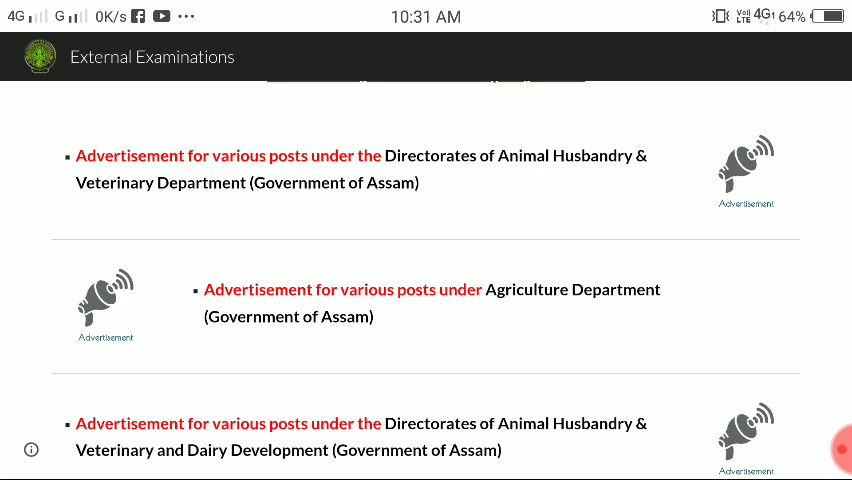 4G G 0K/s 10:31 AM VoLTE 4G1 64%
External Examinations
Advertisement for various posts under the Directorates of Animal Husbandry &
Veterinary Department (Government of Assam)
Advertisement
Advertisement for various posts under Agriculture Department
(Government of Assam)
Advertisement
Advertisement for various posts under the Directorates of Animal Husbandry &
Veterinary and Dairy Development (Government of Assam)
Advertisement